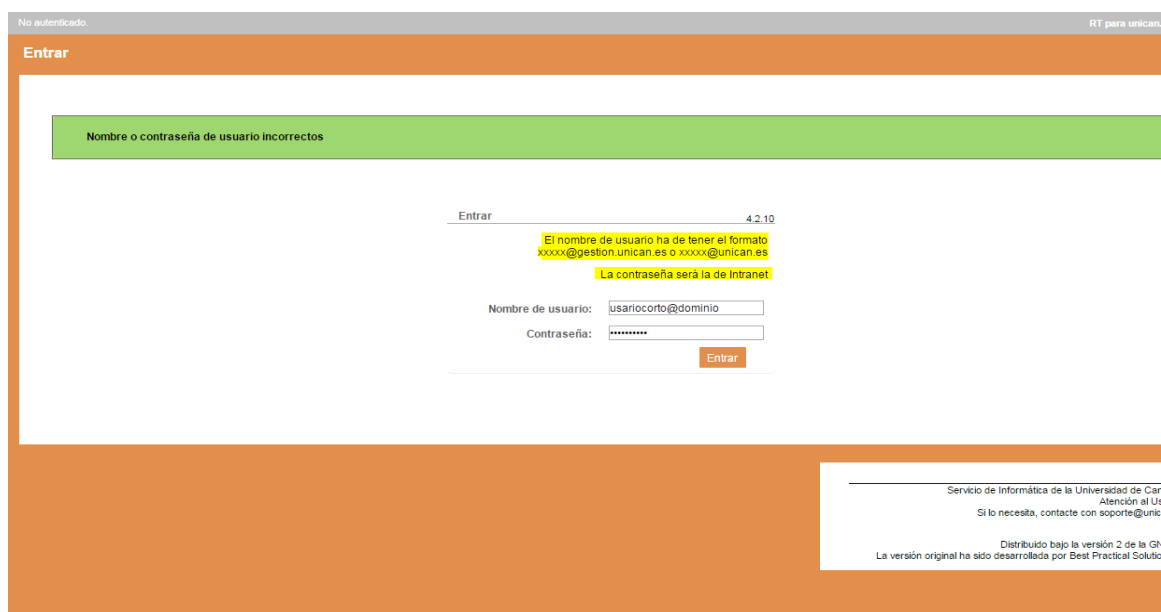 No autenticado.
RT para unican.
Entrar
Nombre o contraseña de usuario incorrectos
Entrar
4.2.10
El nombre de usuario ha de tener el formato
xxxxx@gestion.unican.es o xxxxx@unican.es
La contraseña será la de Intranet
Nombre de usuario:
usariocorto@dominio
Contraseña:
••••••••••
Entrar
Servicio de Informática de la Universidad de Can
Atención al Us
Si lo necesita, contacte con soporte@unic
Distribuido bajo la versión 2 de la GN
La versión original ha sido desarrollada por Best Practical Solutio